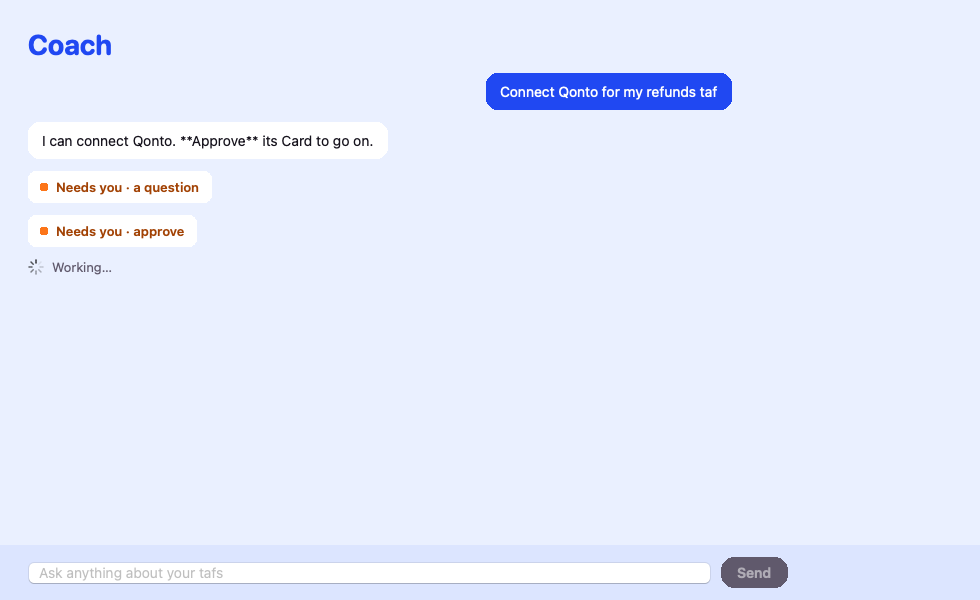 Coach
Connect Qonto for my refunds taf
I can connect Qonto. **Approve** its Card to go on.
Needs you · a question
Needs you · approve
Working...
Ask anything about your tafs
Send